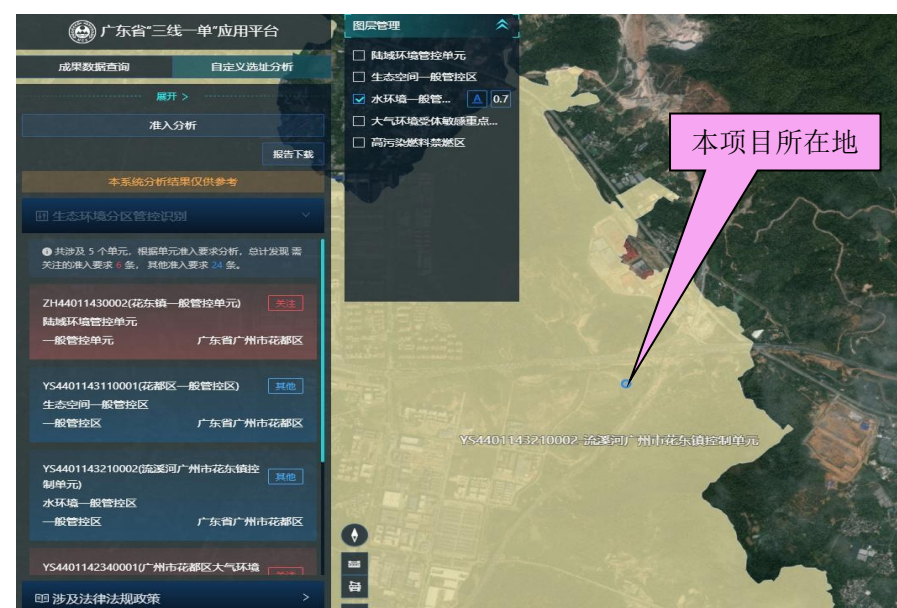 广东省"三线一单"应用平台
成果数据查询
自定义选址分析
展开 >
准入分析
报告下载
本系统分析结果仅供参考
生态环境分区管控识别
共涉及 5 个单元，根据单元准入要求分析，总计发现 需
关注的准入要求 6 条，其他准入要求 24 条。
ZH44011430002(花东镇一般管控单元)
关注
陆域环境管控单元
一般管控单元
广东省广州市花都区
YS4401143110001(花都区一般管控区)
其他
生态空间一般管控区
一般管控区
广东省广州市花都区
YS4401143210002(流溪河广州市花东镇控
制单元)
其他
水环境一般管控区
一般管控区
广东省广州市花都区
YS4401142340001(广州市花都区大气环境
关注
涉及法律法规政策 >
图层管理
陆域环境管控单元
生态空间一般管控区
水环境一般管... A 0.7
大气环境受体敏感重点...
高污染燃料禁燃区
本项目所在地
YS4401143210002-流溪河广州市花东镇控制单元